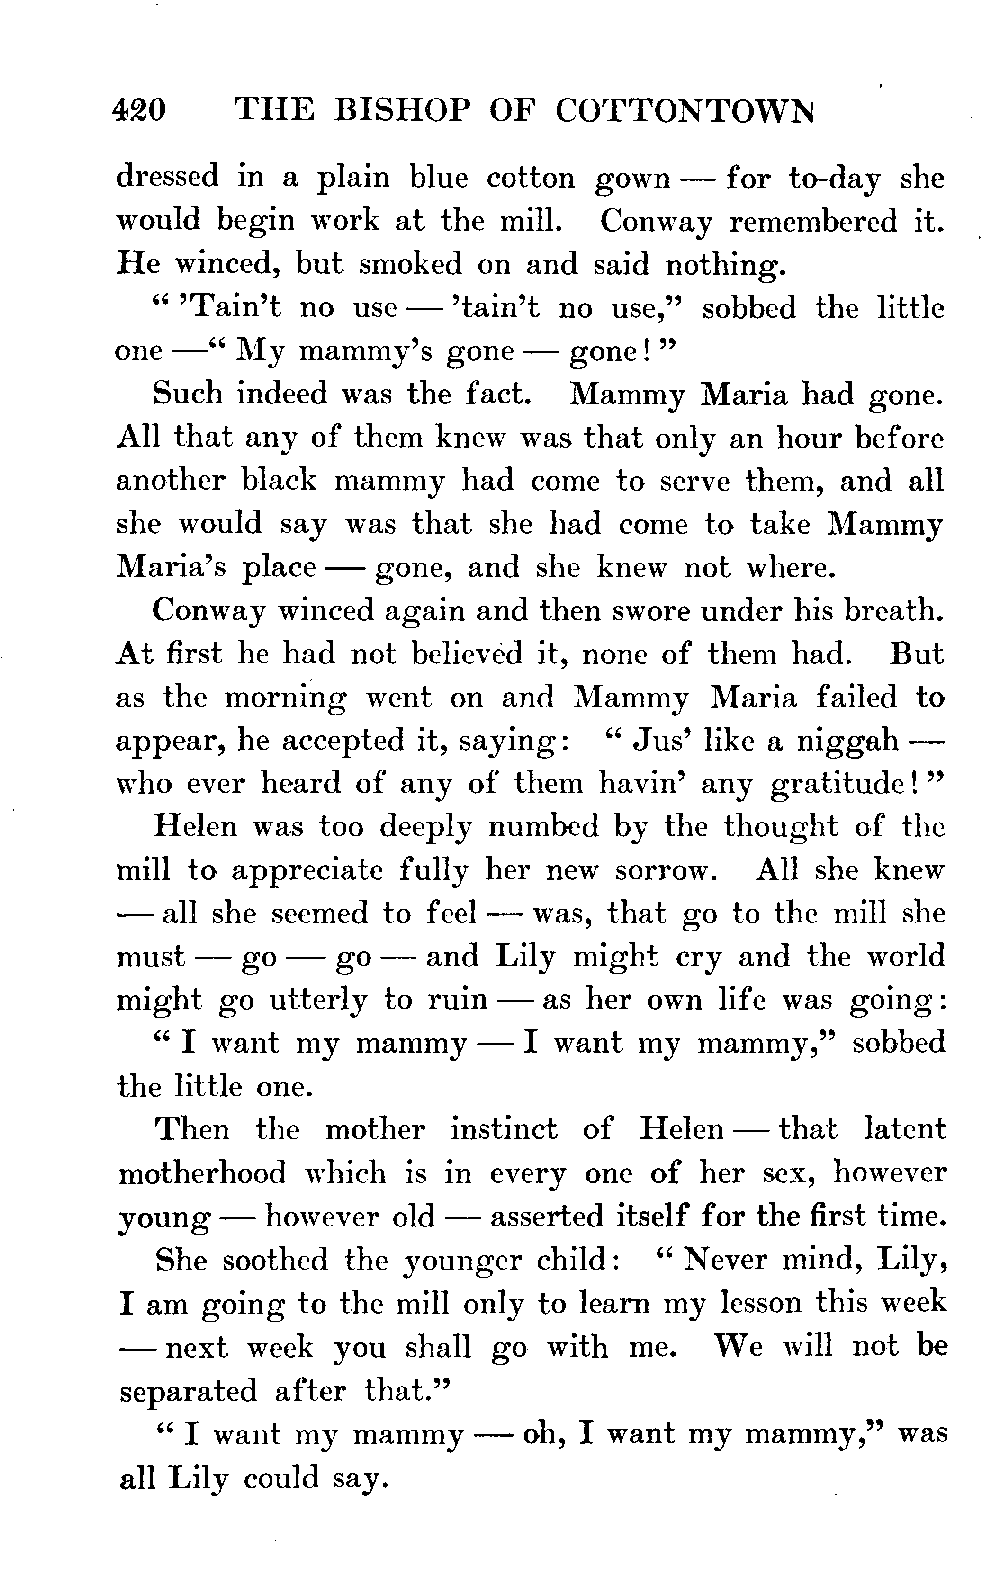 420 THE BISHOP OF COTTONTOWN
dressed in a plain blue cotton gown — for to-day she
would begin work at the mill. Conway remembered it.
He winced, but smoked on and said nothing.
“ ’Tain’t no use — ’tain’t no use,” sobbed the little
one —“ My mammy’s gone — gone! ”
Such indeed was the fact. Mammy Maria had gone.
All that any of them knew was that only an hour before
another black mammy had come to serve them, and all
she would say was that she had come to take Mammy
Maria’s place — gone, and she knew not where.
Conway winced again and then swore under his breath.
At first he had not believed it, none of them had. But
as the morning went on and Mammy Maria failed to
appear, he accepted it, saying: “ Jus’ like a niggah —
who ever heard of any of them havin’ any gratitude! ”
Helen was too deeply numbed by the thought of the
mill to appreciate fully her new sorrow. All she knew
— all she seemed to feel — was, that go to the mill she
must — go — go — and Lily might cry and the world
might go utterly to ruin — as her own life was going:
“ I want my mammy — I want my mammy,” sobbed
the little one.
Then the mother instinct of Helen — that latent
motherhood which is in every one of her sex, however
young — however old — asserted itself for the first time.
She soothed the younger child: “ Never mind, Lily,
I am going to the mill only to learn my lesson this week
— next week you shall go with me. We will not be
separated after that.”
“ I want my mammy — oh, I want my mammy,” was
all Lily could say.